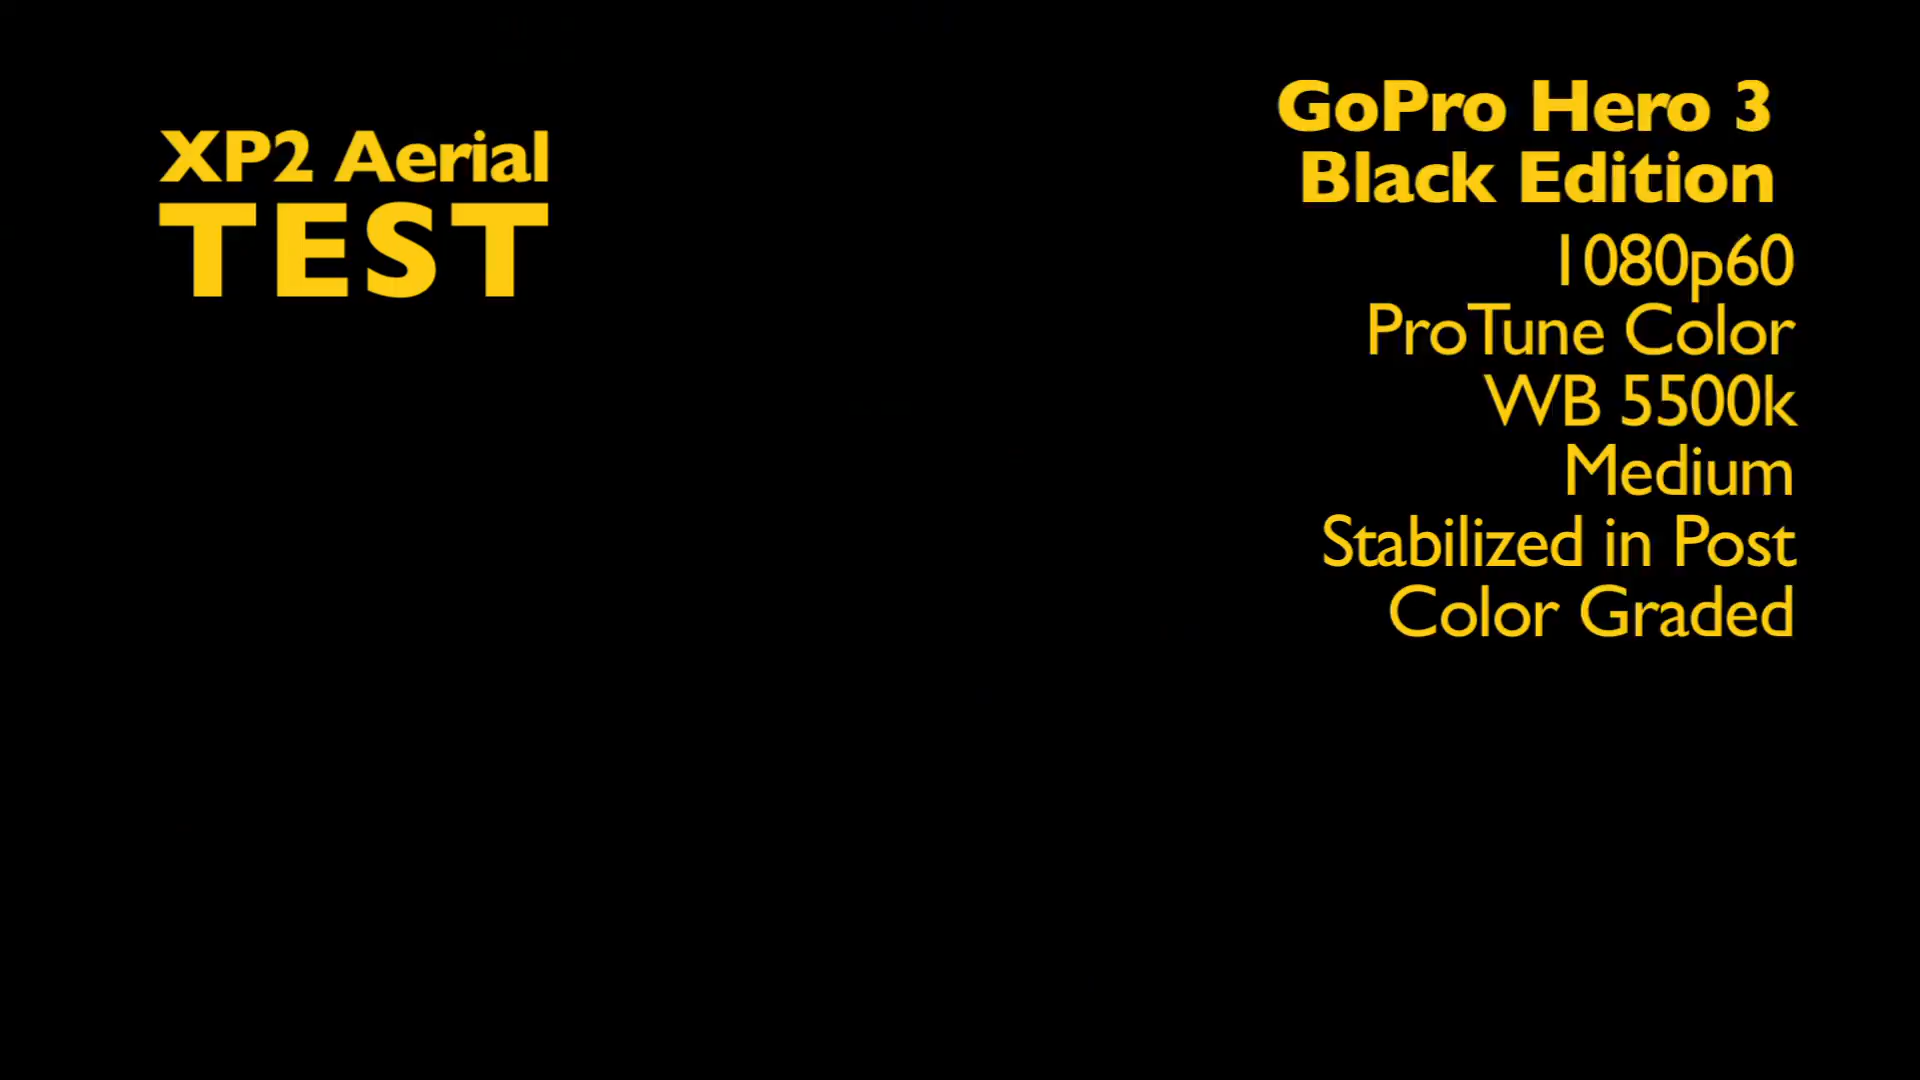 XP2 Aerial
TEST
GoPro Hero 3
Black Edition
1080p60
ProTune Color
WB 5500k
Medium
Stabilized in Post
Color Graded